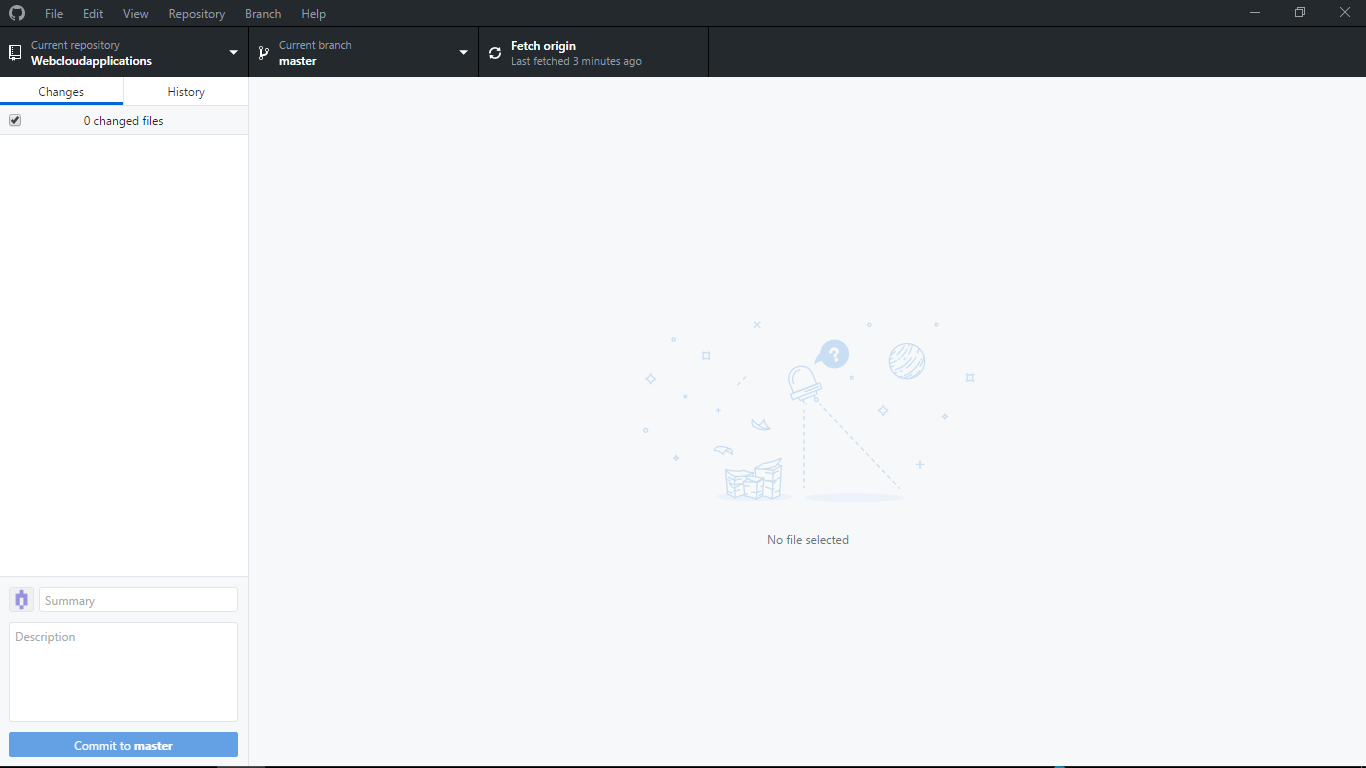 File Edit View Repository Branch Help
Current repository
Webcloudapplications
Current branch
master
Fetch origin
Last fetched 3 minutes ago
Changes
History
0 changed files
?
No file selected
Summary
Description
Commit to master